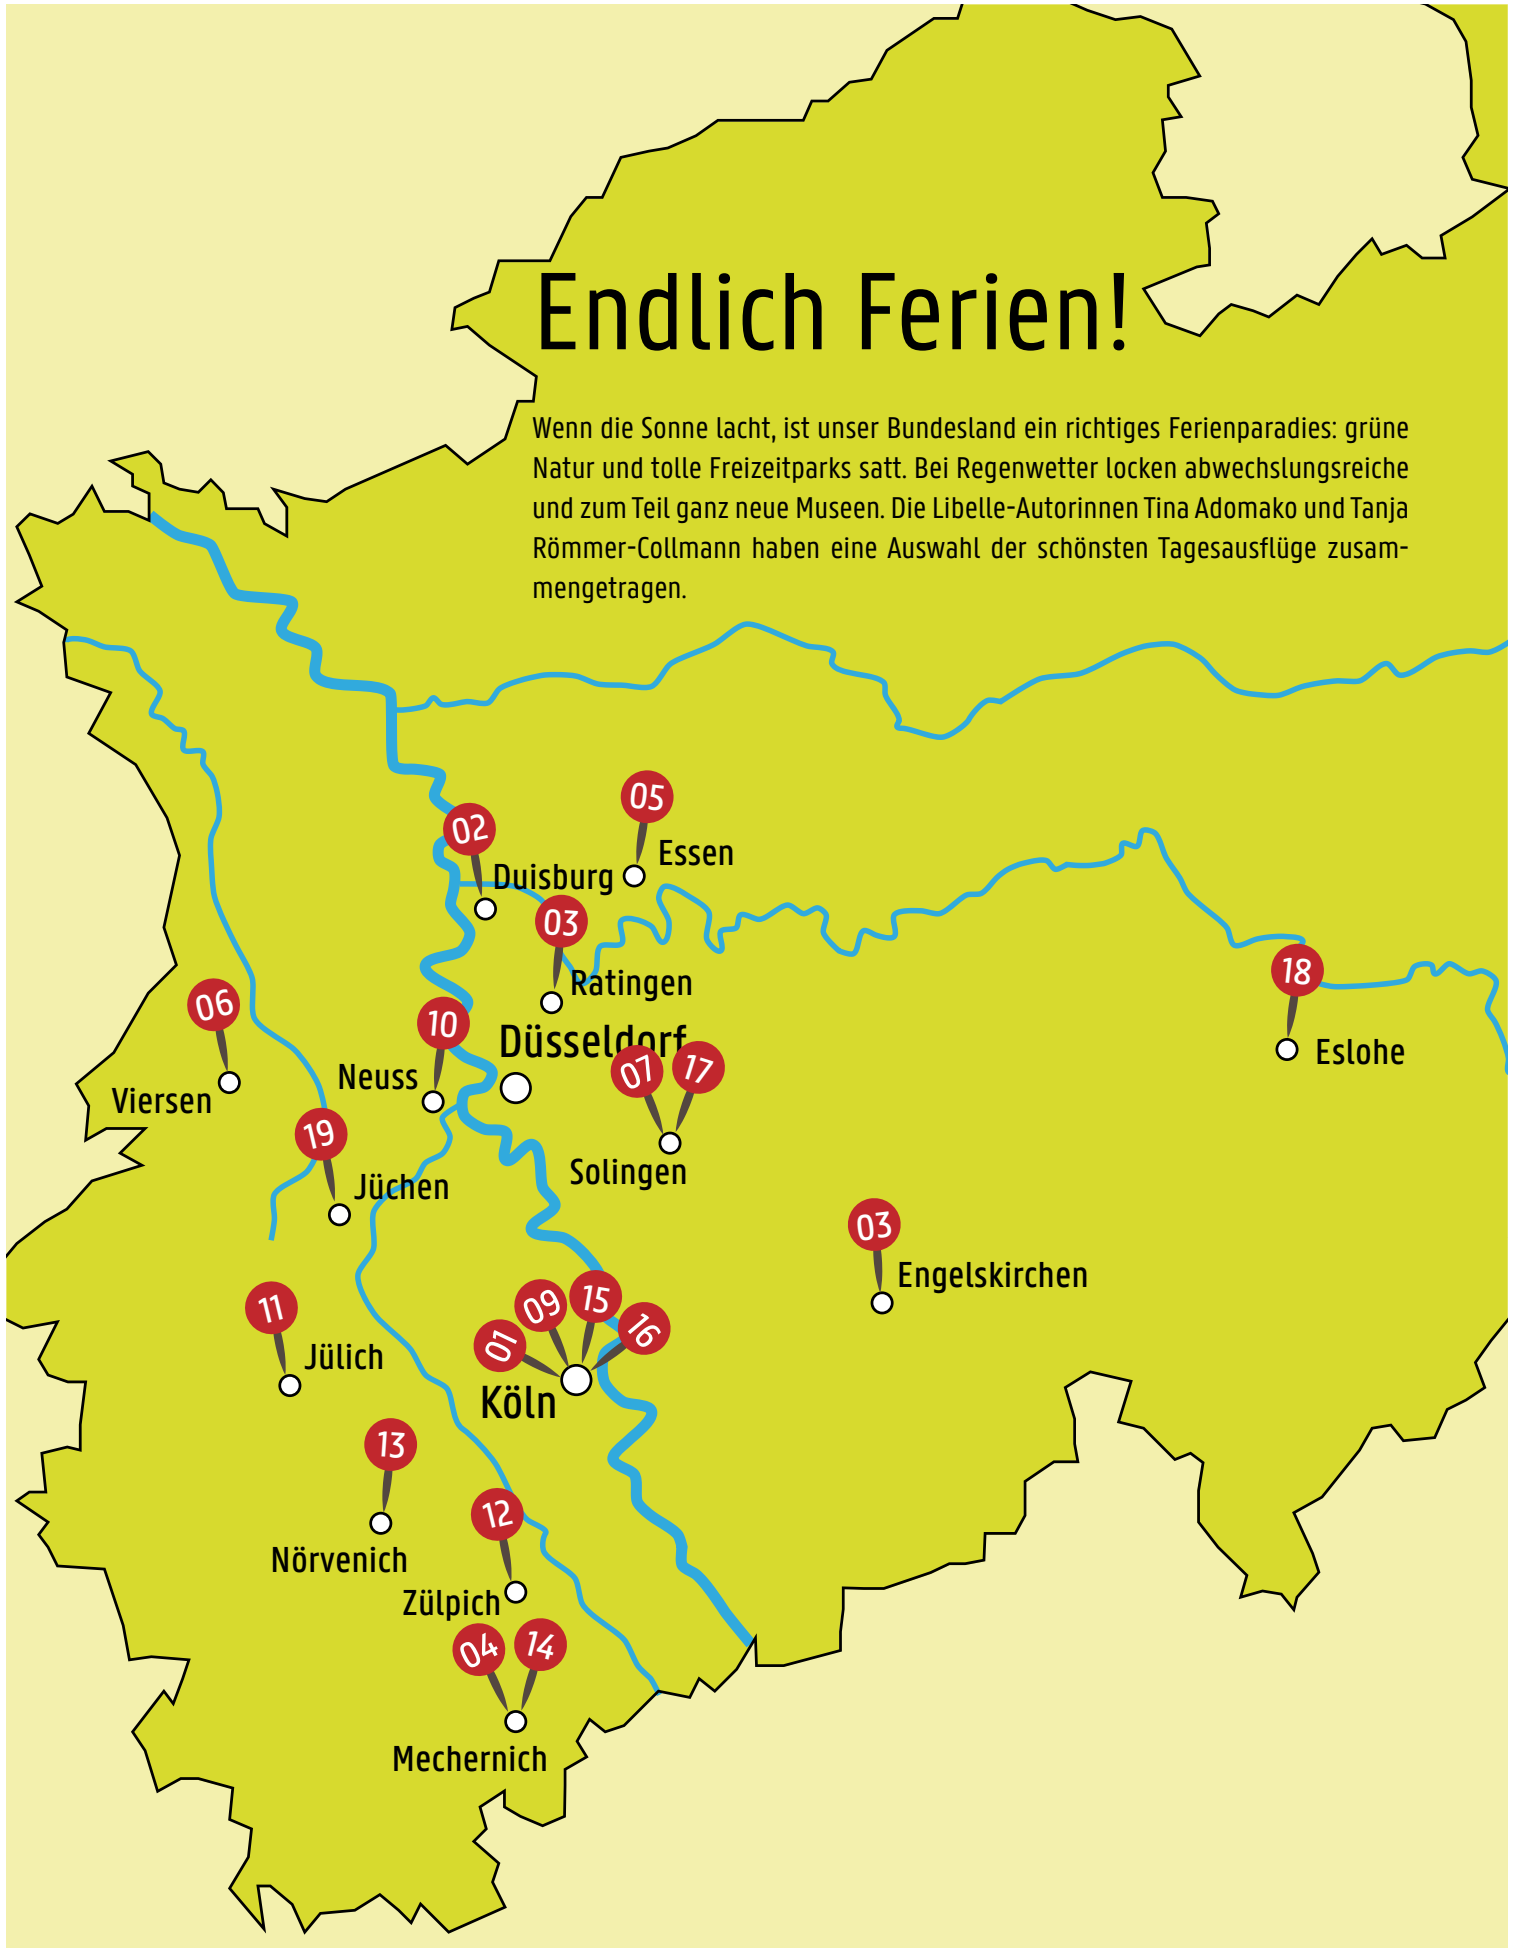 Endlich Ferien!
Wenn die Sonne lacht, ist unser Bundesland ein richtiges Ferienparadies: grüne
Natur und tolle Freizeitparks satt. Bei Regenwetter locken abwechslungsreiche
und zum Teil ganz neue Museen. Die Libelle-Autorinnen Tina Adomako und Tanja
Römmer-Collmann haben eine Auswahl der schönsten Tagesausflüge zusam-
mengetragen.
05
Essen
02
Duisburg
03
Ratingen
18
Eslohe
06
Viersen
10
Neuss
Düsseldorf
07
17
Solingen
19
Jüchen
03
Engelskirchen
11
Jülich
01
09
15
16
Köln
13
Nörvenich
12
Zülpich
04
14
Mechernich